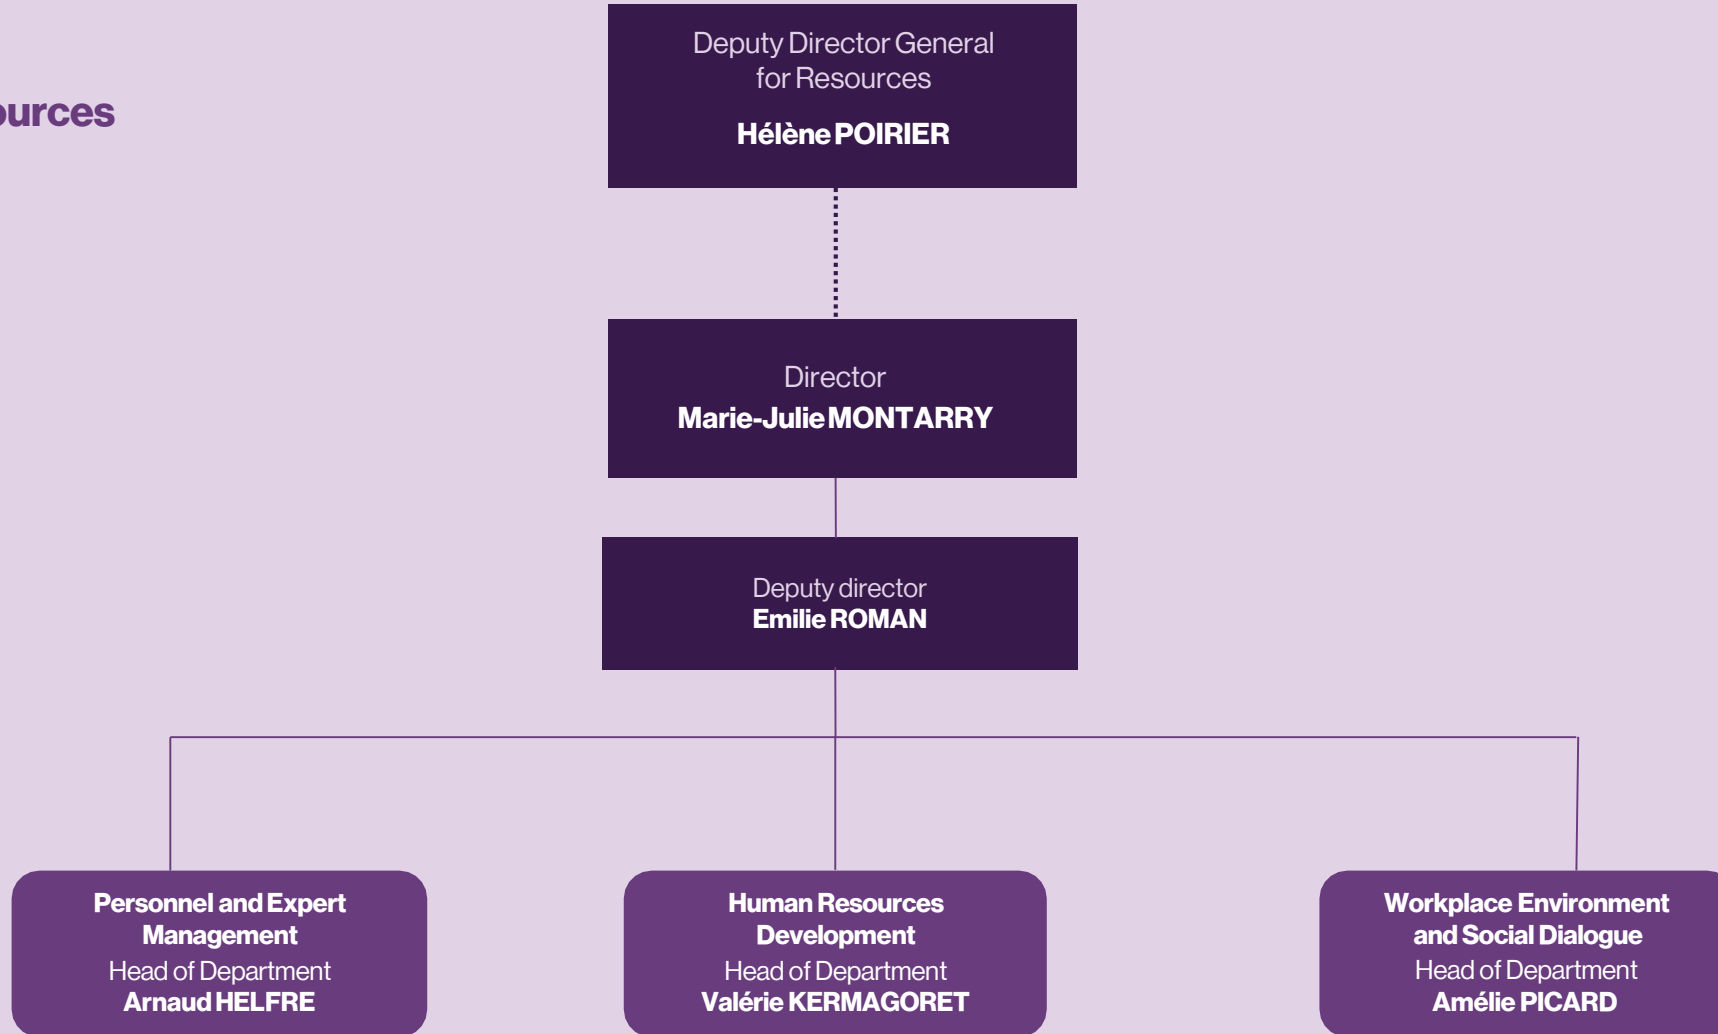 Deputy Director General
for Resources
Hélène POIRIER
ources
Director
Marie-Julie MONTARRY
Deputy director
Emilie ROMAN
Personnel and Expert
Management
Head of Department
Arnaud HELFRE
Human Resources
Development
Head of Department
Valérie KERMAGORET
Workplace Environment
and Social Dialogue
Head of Department
Amélie PICARD